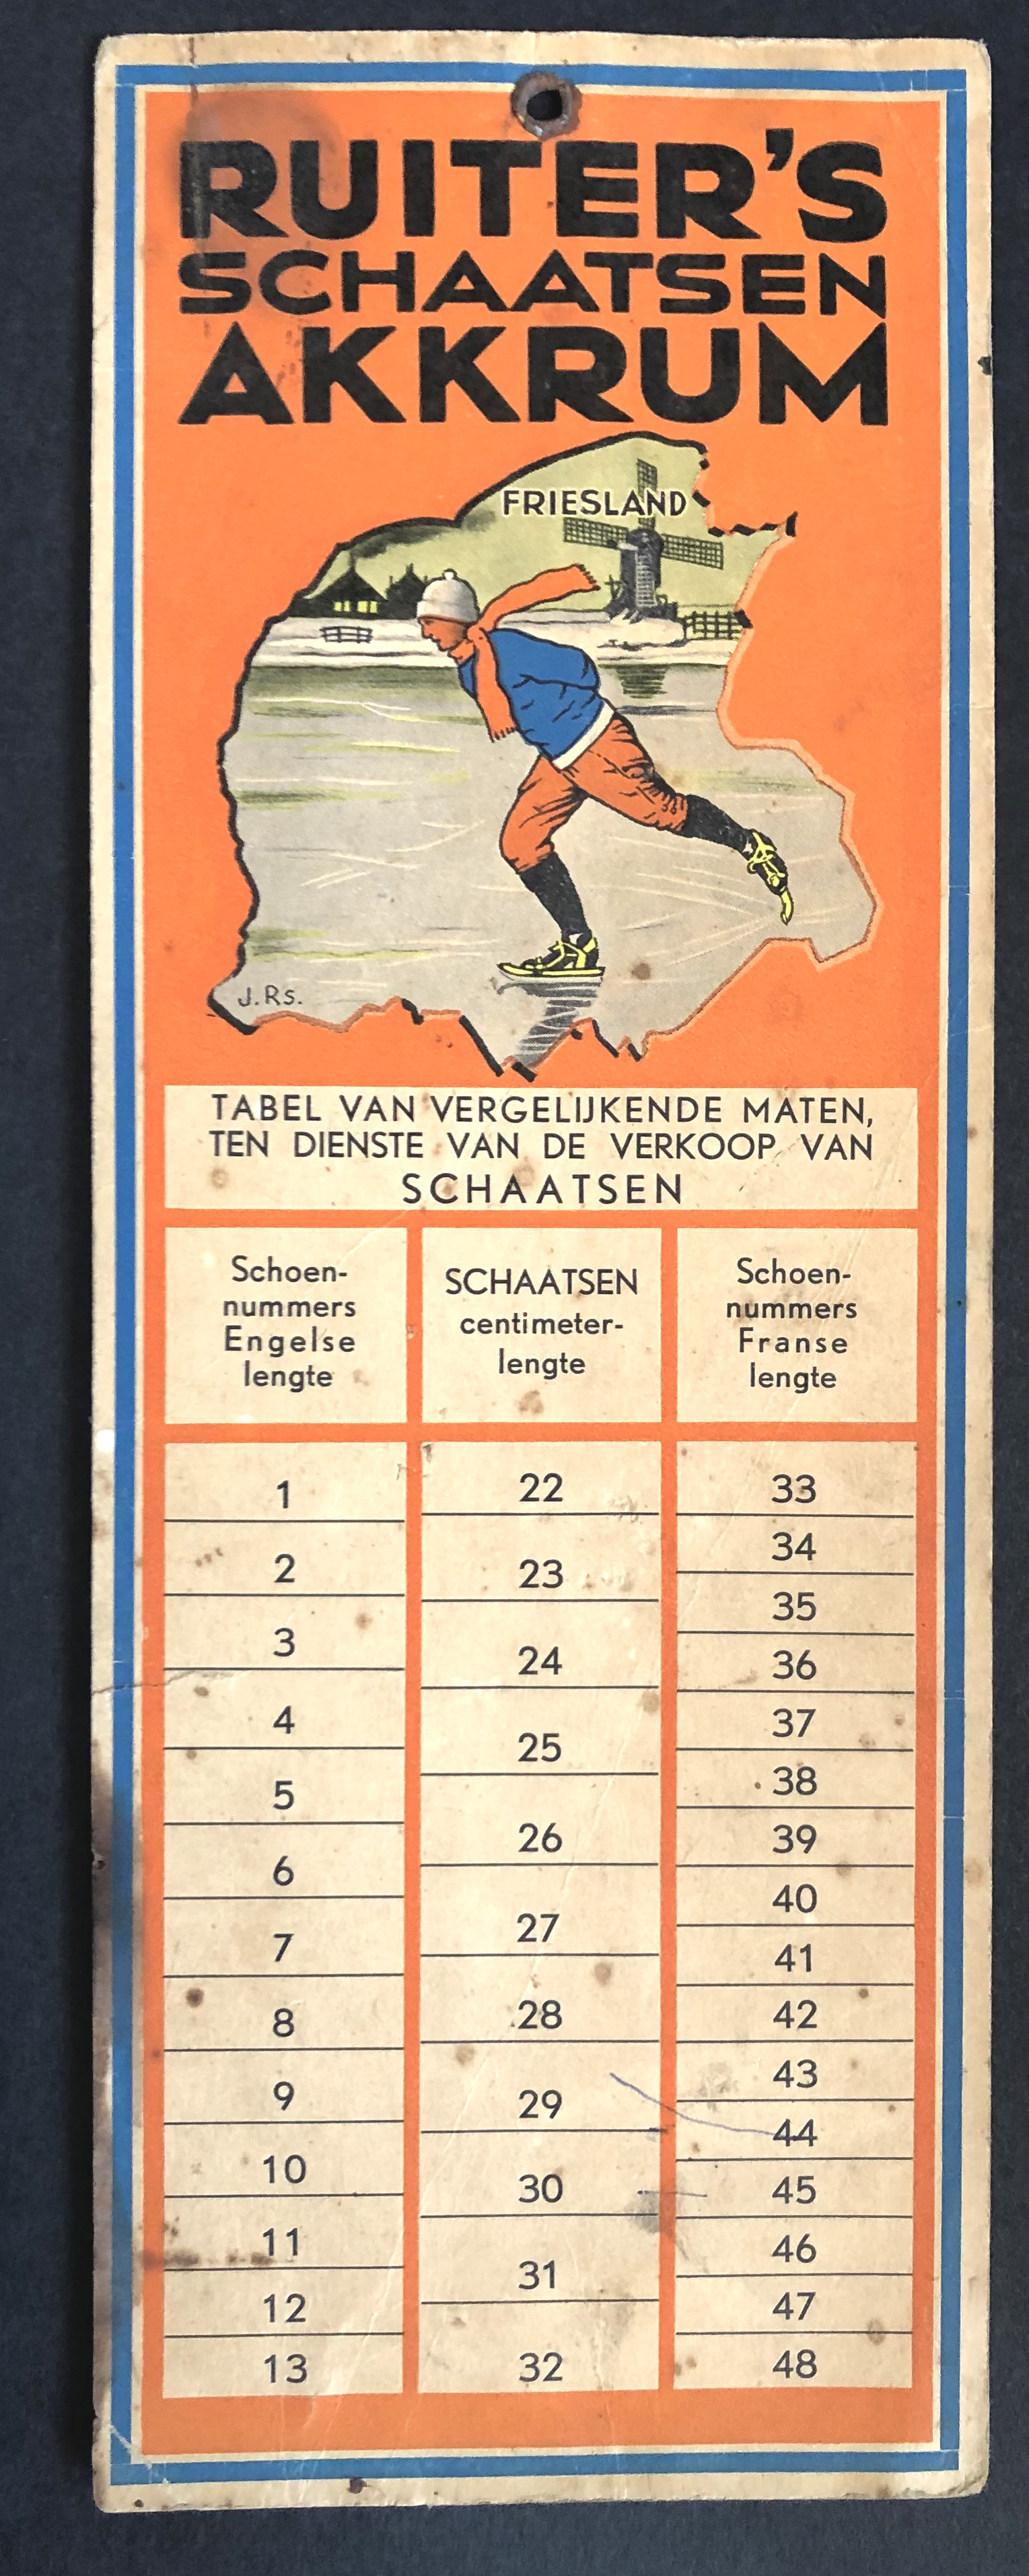 RUITER'S
SCHAATSEN
AKKRUM
FRIESLAND
J.Rs.
TABEL VAN VERGELIJKENDE MATEN,
TEN DIENSTE VAN DE VERKOOP VAN
SCHAATSEN
Schoen-
nummers
Engelse
lengte
SCHAATSEN
centimeter-
lengte
Schoen-
nummers
Franse
lengte
1
2
3
4
5
6
7
8
9
10
11
12
13
22
23
24
25
26
27
28
29
30
31
32
33
34
35
36
37
38
39
40
41
42
43
44
45
46
47
48